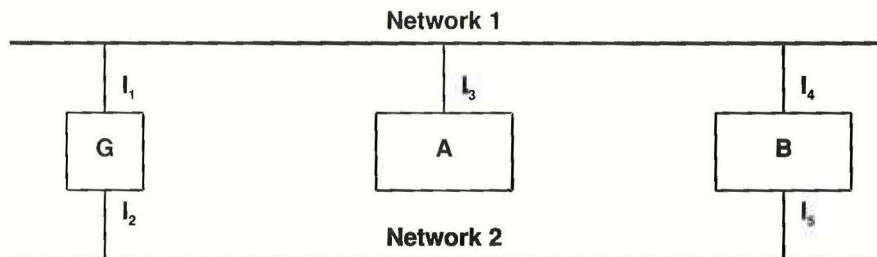 Network 1
I₁ I₃ I₄
G A B
I₂ I₅
Network 2